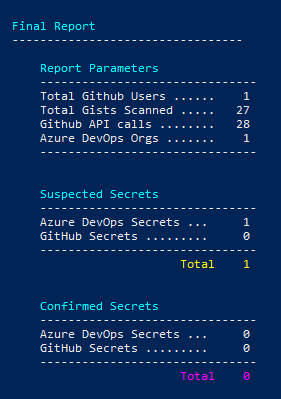 Final Report
---------------------------------
Report Parameters
-------------------------------
Total Github Users ......    1
Total Gists Scanned .....   27
Github API calls ........   28
Azure DevOps Orgs .......    1
-------------------------------
Suspected Secrets
-------------------------------
Azure DevOps Secrets ...     1
GitHub Secrets .........     0
-------------------------------
Total    1
Confirmed Secrets
-------------------------------
Azure DevOps Secrets ...     0
GitHub Secrets .........     0
-------------------------------
Total    0